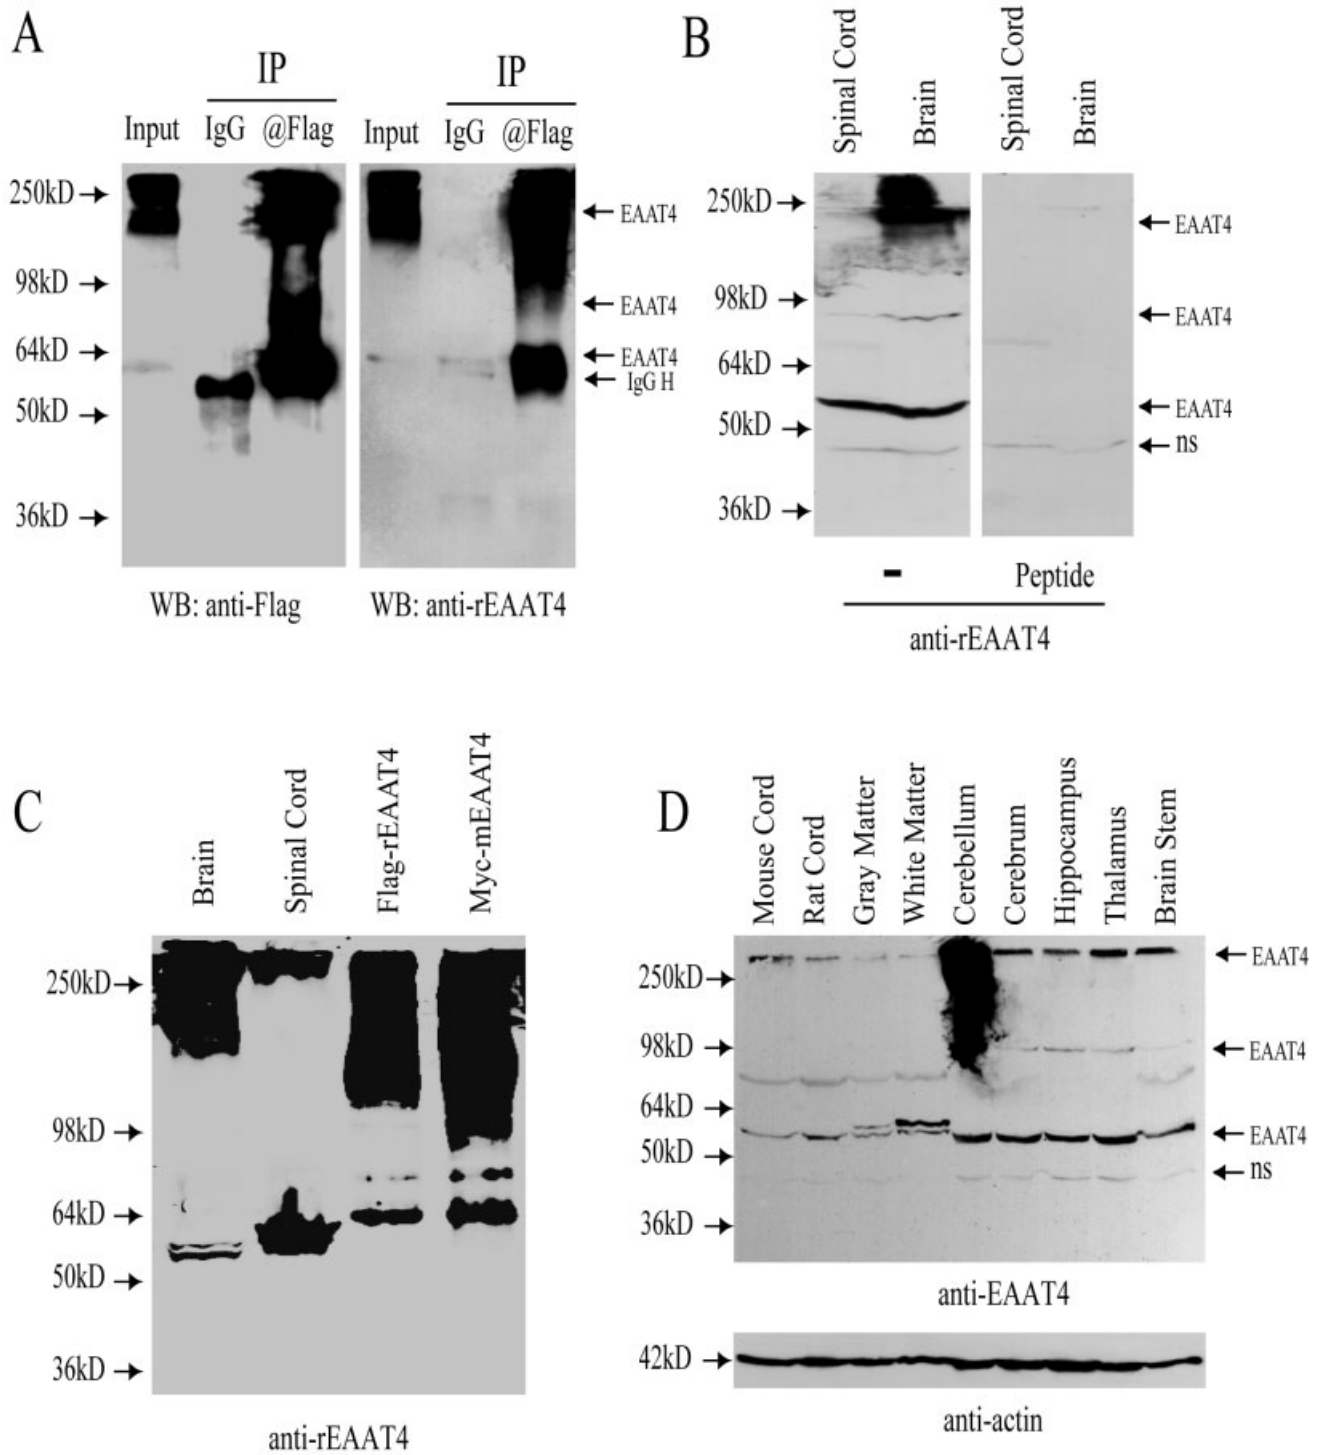 A
IP
IP
Input IgG @Flag
Input IgG @Flag
250kD
98kD
64kD
50kD
36kD
EAAT4
EAAT4
EAAT4
IgG H
WB: anti-Flag
WB: anti-rEAAT4
B
Spinal Cord
Brain
Spinal Cord
Brain
250kD
98kD
64kD
50kD
36kD
EAAT4
EAAT4
EAAT4
ns
-
Peptide
anti-rEAAT4
C
Brain
Spinal Cord
Flag-rEAAT4
Myc-mEAAT4
250kD
98kD
64kD
50kD
36kD
anti-rEAAT4
D
Mouse Cord
Rat Cord
Gray Matter
White Matter
Cerebellum
Cerebrum
Hippocampus
Thalamus
Brain Stem
250kD
98kD
64kD
50kD
36kD
EAAT4
EAAT4
EAAT4
ns
anti-EAAT4
42kD
anti-actin